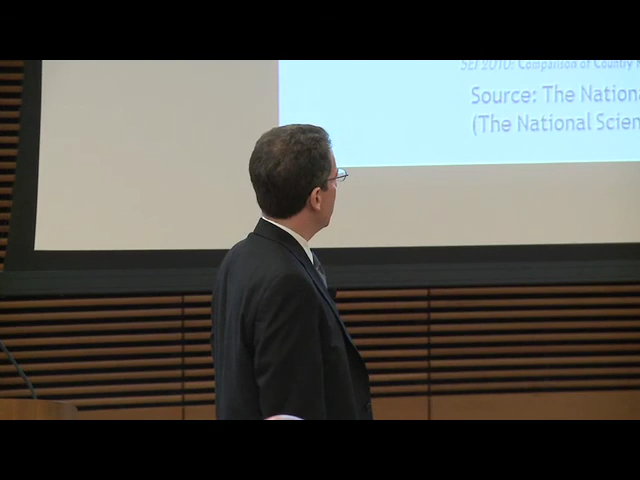 SEI 2010: Comparison of Country
Source: The Nationa
(The National Scien